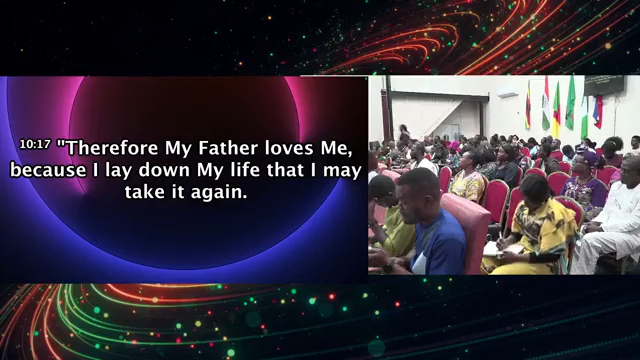 10:17 "Therefore My Father loves Me,
because I lay down My life that I may
take it again.